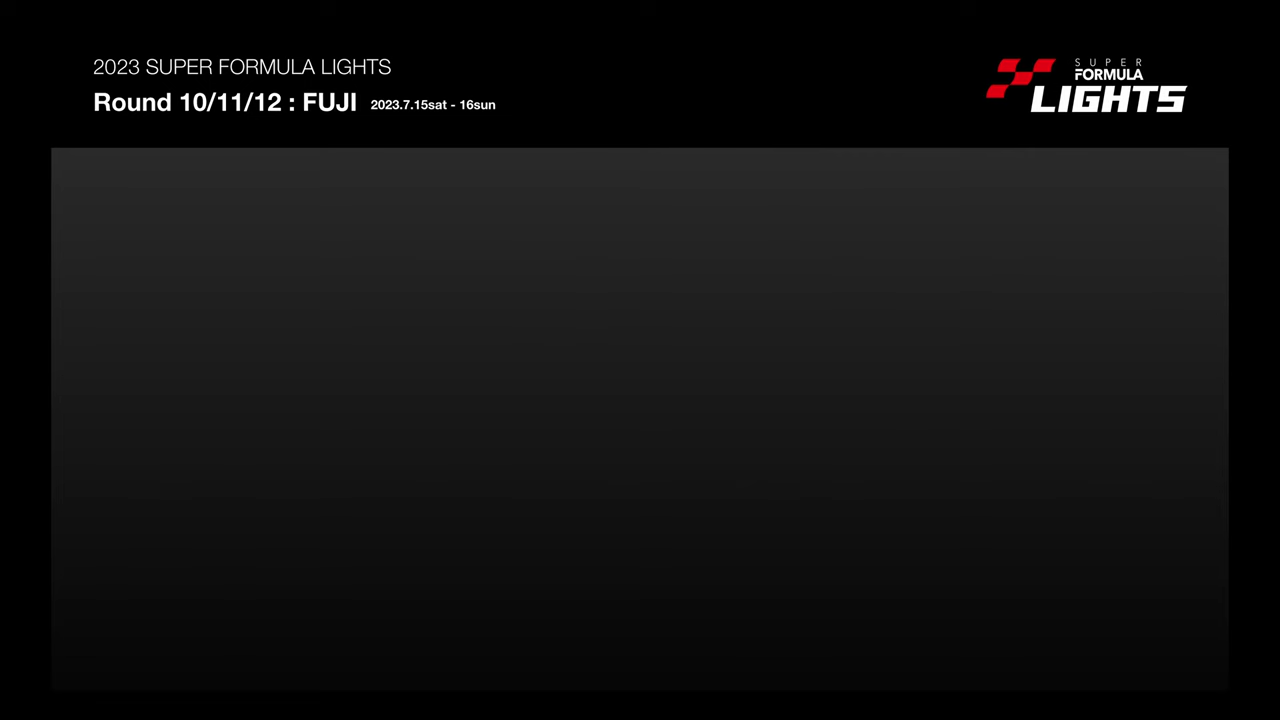 2023 SUPER FORMULA LIGHTS
Round 10/11/12 : FUJI 2023.7.15sat - 16sun
SUPER
FORMULA
LIGHTS